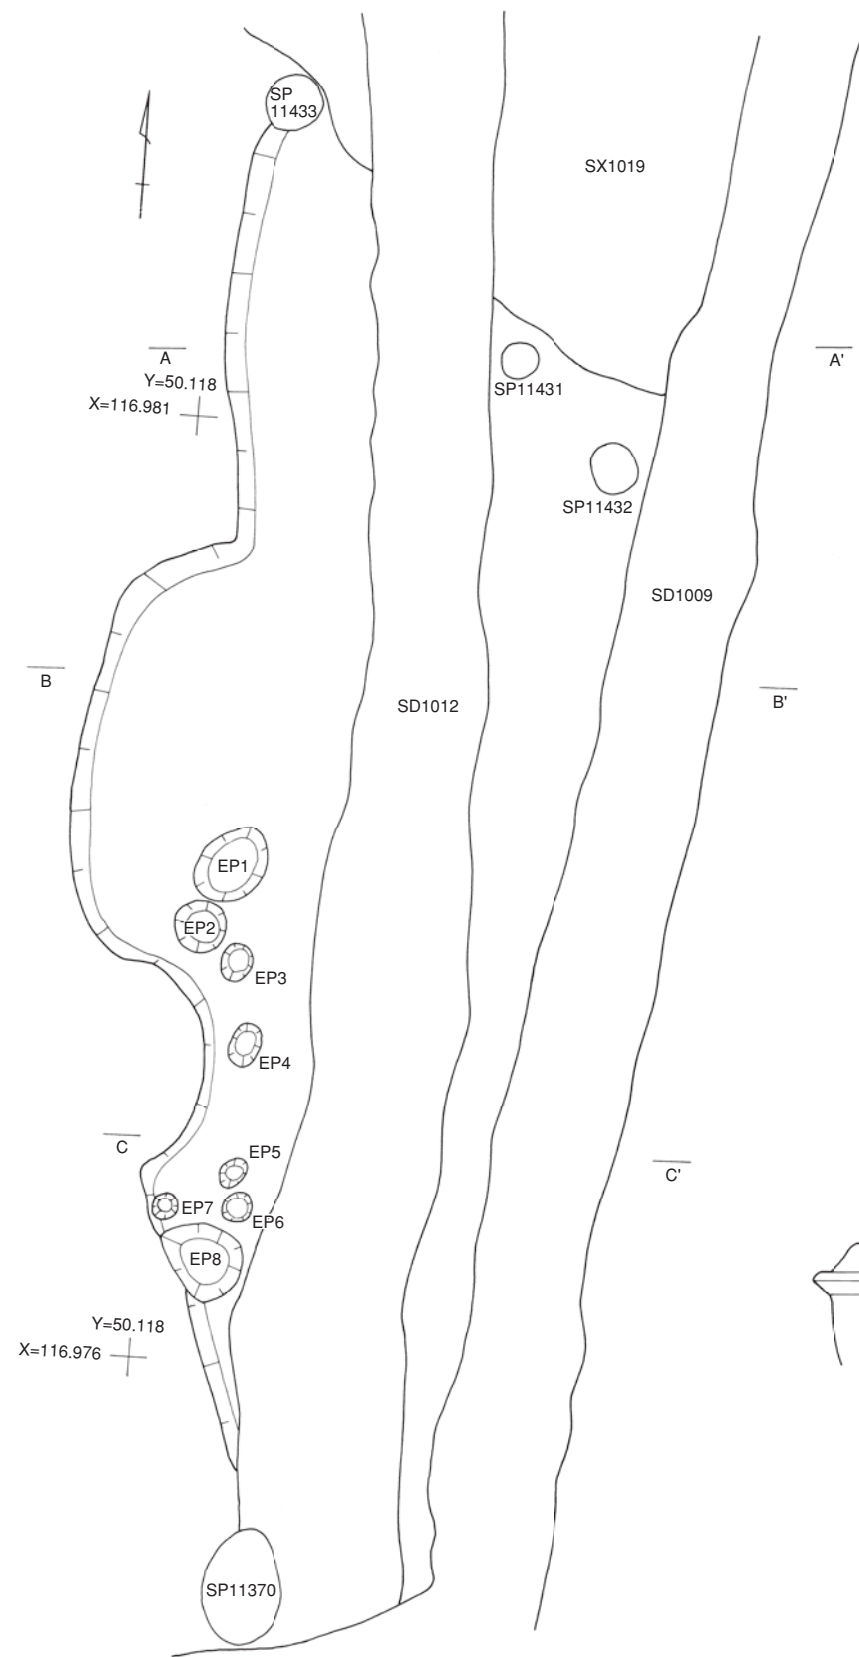 SP
11433
SX1019
A
A'
Y=50.118
X=116.981
SP11431
SP11432
SD1009
B
B'
SD1012
EP1
EP2
EP3
EP4
C
EP5
C'
EP7
EP6
EP8
Y=50.118
X=116.976
SP11370